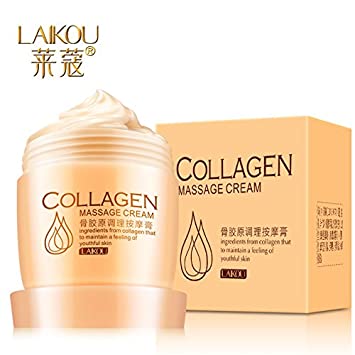 LAIKOU
莱蔻®
COLLAGEN
MASSAGE CREAM
骨胶原调理按摩膏
ingredients from collagen that
to maintain a feeling of
youthful skin
LAIKOU
COLLAGEN
MASSAGE CREAM
骨胶原调理按摩膏
ingredients from collagen that
to maintain a feeling of
youthful skin
LAIKOU